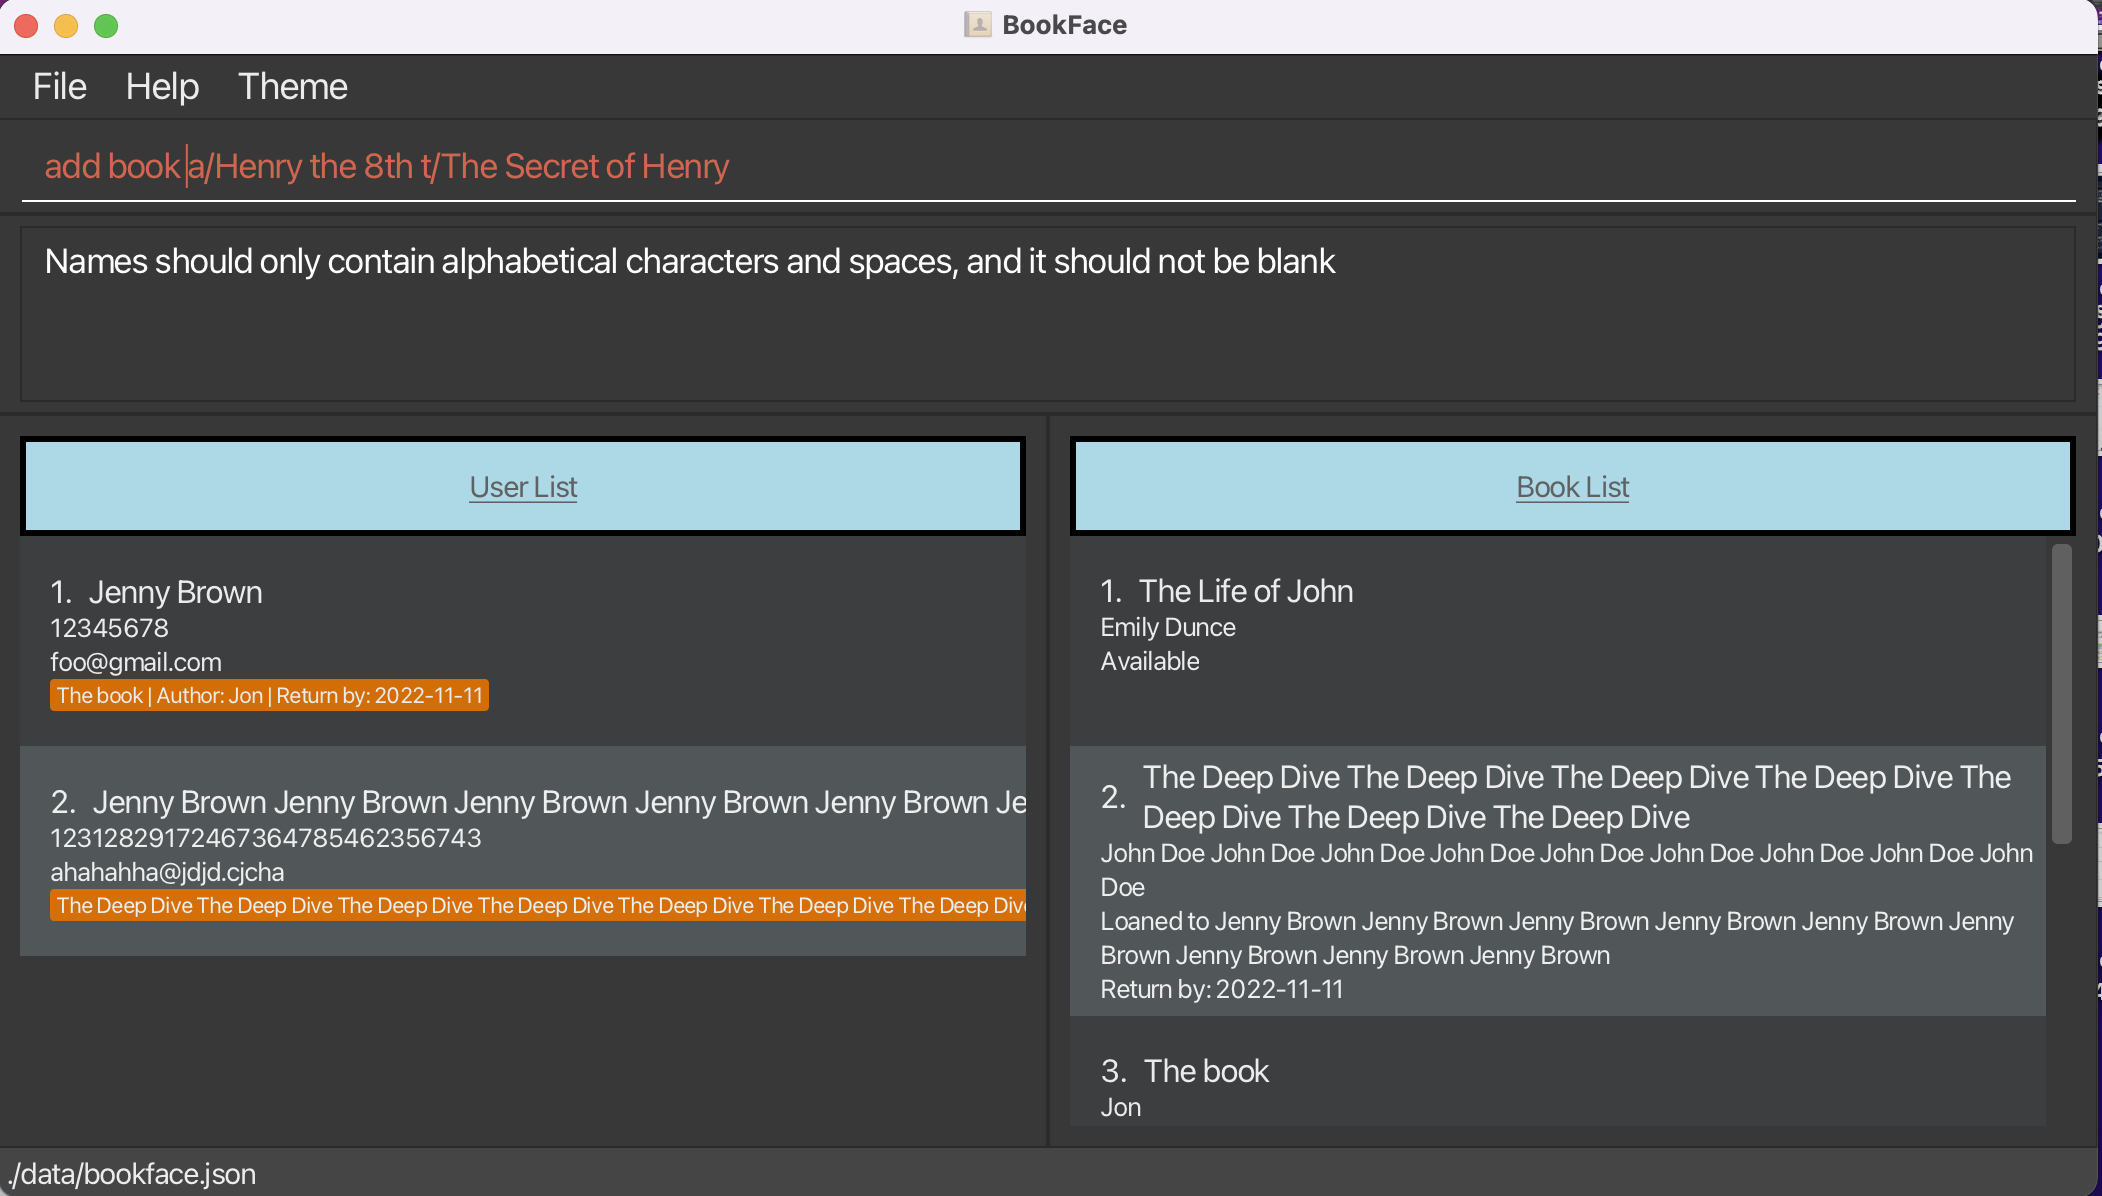 BookFace
File Help Theme
add book a/Henry the 8th t/The Secret of Henry
Names should only contain alphabetical characters and spaces, and it should not be blank
User List
1. Jenny Brown
12345678
foo@gmail.com
The book | Author: Jon | Return by: 2022-11-11
2. Jenny Brown Jenny Brown Jenny Brown Jenny Brown Jenny Brown Je
12312829172467364785462356743
ahahahha@jdjd.cjcha
The Deep Dive The Deep Dive The Deep Dive The Deep Dive The Deep Dive The Deep Dive The Deep Div
Book List
1. The Life of John
Emily Dunce
Available
2. The Deep Dive The Deep Dive The Deep Dive The Deep Dive The
Deep Dive The Deep Dive The Deep Dive
John Doe John Doe John Doe John Doe John Doe John Doe John Doe John Doe John
Doe
Loaned to Jenny Brown Jenny Brown Jenny Brown Jenny Brown Jenny Brown Jenny
Brown Jenny Brown Jenny Brown Jenny Brown
Return by: 2022-11-11
3. The book
Jon
./data/bookface.json